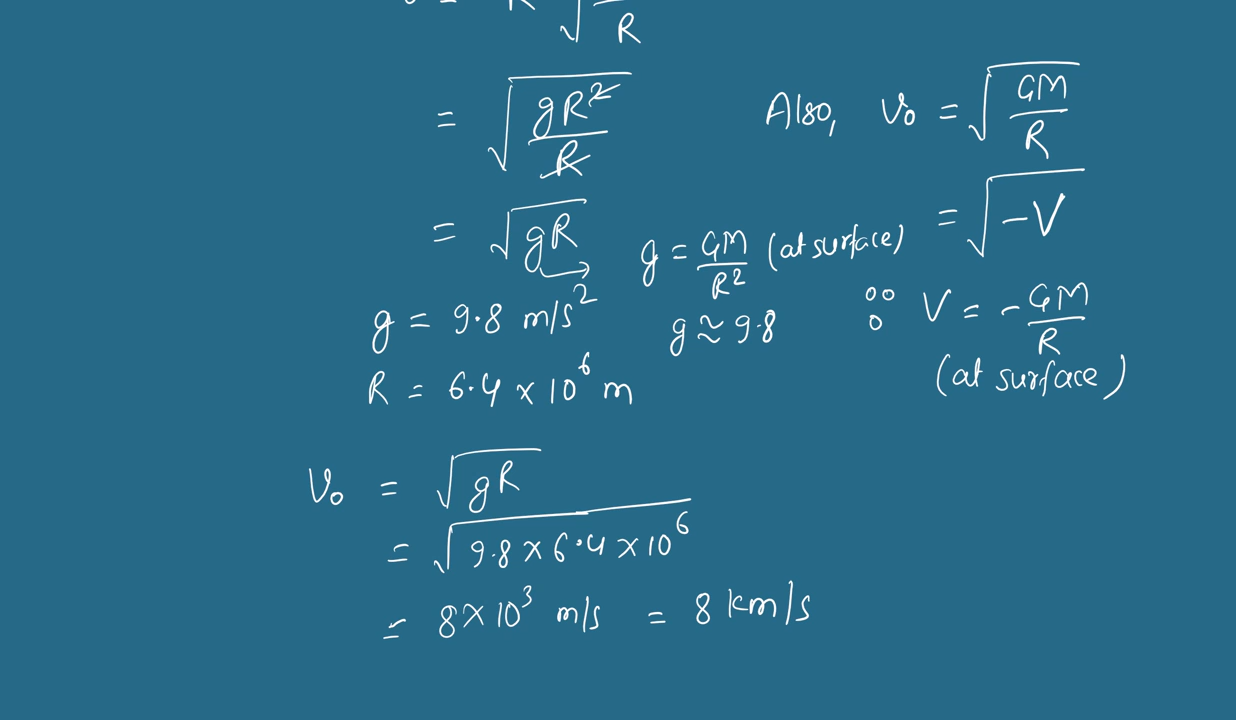 = R √ R
= √(gR²/R)
Also, v₀ = √(GM/R)
= √gR
= √-V
g = GM/R² (at surface)
g = 9.8 m/s²
g ≈ 9.8
∵ V = -GM/R
(at surface)
R = 6.4 × 10⁶ m
v₀ = √gR
= √9.8 × 6.4 × 10⁶
= 8 × 10³ m/s = 8 km/s